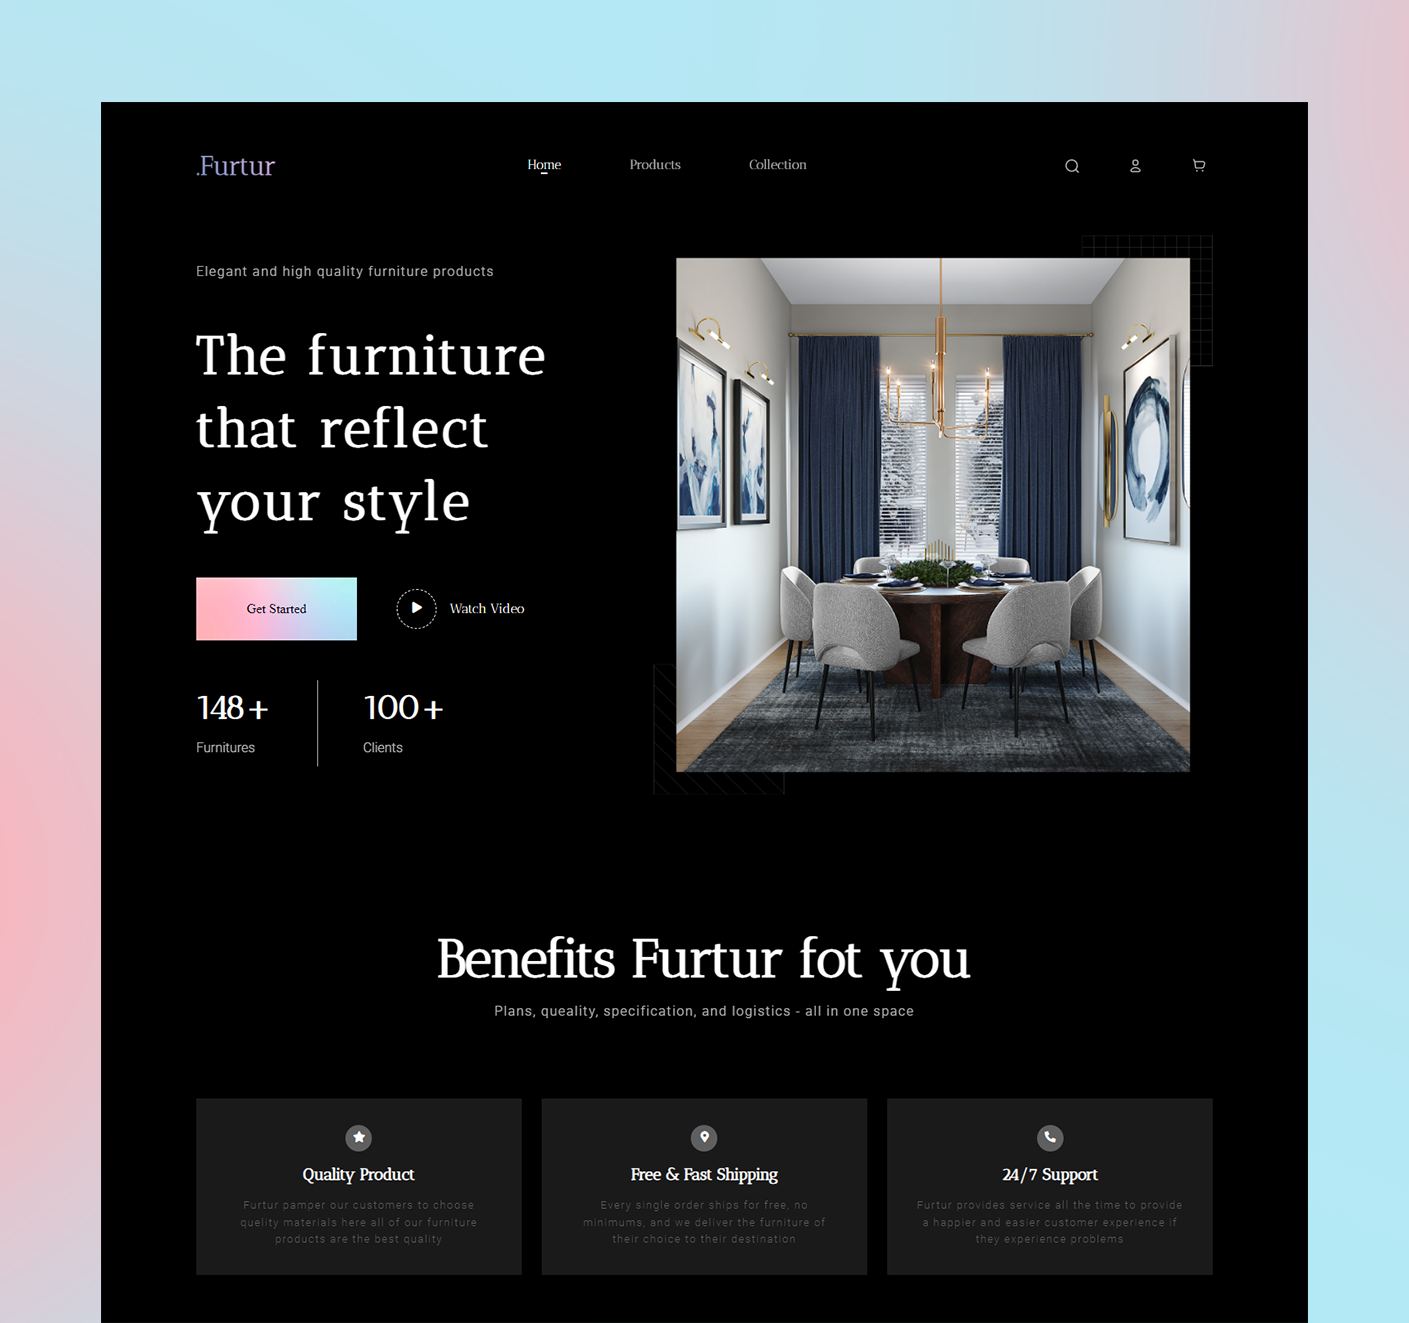 .Furtur
Home
Products
Collection
Elegant and high quality furniture products
The furniture
that reflect
your style
Get Started
Watch Video
148+
Furnitures
100+
Clients
Benefits Furtur fot you
Plans, queality, specification, and logistics - all in one space
Quality Product
Furtur pamper our customers to choose
quelity materials here all of our furniture
products are the best quality
Free & Fast Shipping
Every single order ships for free, no
minimums, and we deliver the furniture of
their choice to their destination
24/7 Support
Furtur provides service all the time to provide
a happier and easier customer experience if
they experience problems